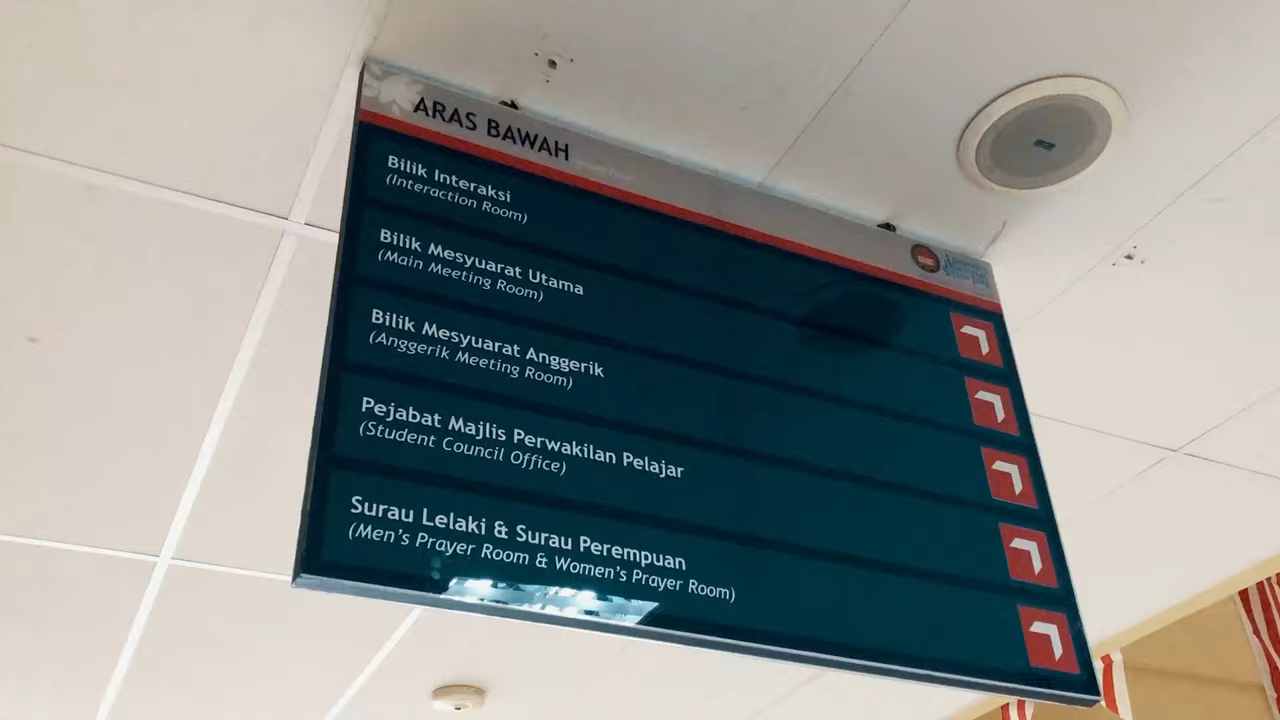 ARAS BAWAH
Bilik Interaksi
(Interaction Room)
Bilik Mesyuarat Utama
(Main Meeting Room)
Bilik Mesyuarat Anggerik
(Anggerik Meeting Room)
Pejabat Majlis Perwakilan Pelajar
(Student Council Office)
Surau Lelaki & Surau Perempuan
(Men's Prayer Room & Women's Prayer Room)